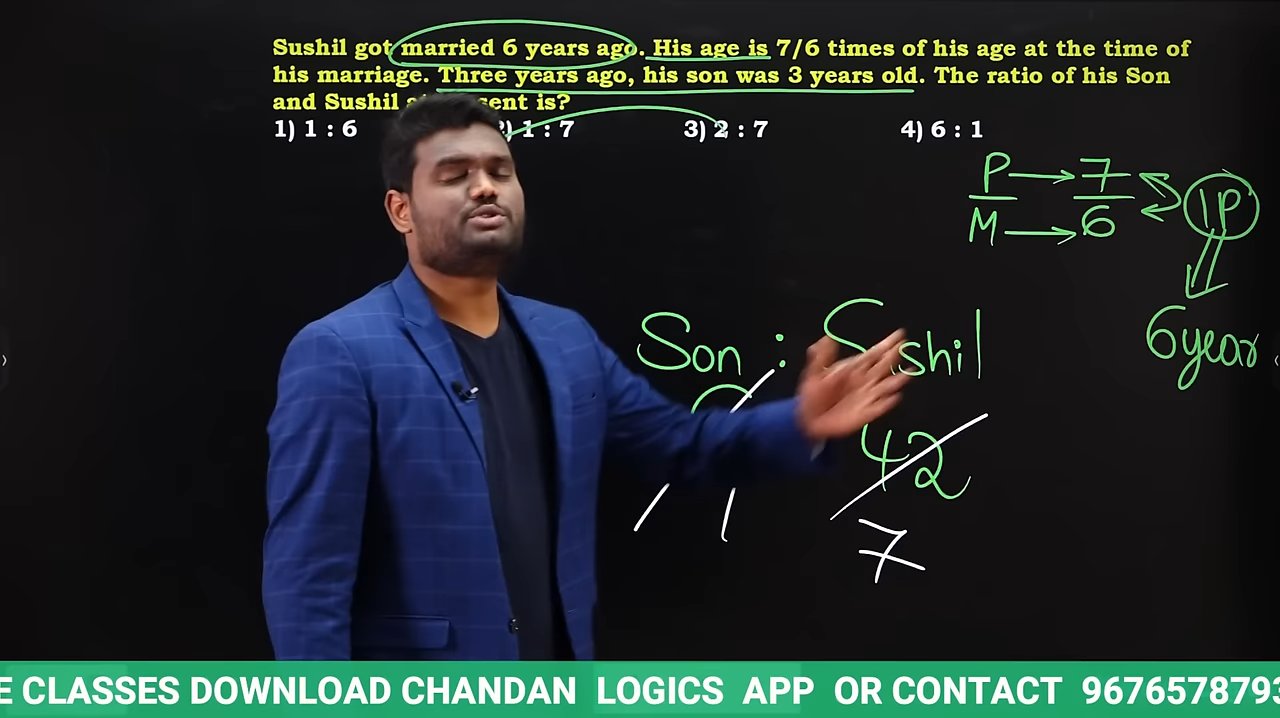 Sushil got married 6 years ago. His age is 7/6 times of his age at the time of
his marriage. Three years ago, his son was 3 years old. The ratio of his Son
and Sushil is?
1) 1 : 6 1 : 7 3) 2 : 7 4) 6 : 1
P 7
M 6
1P
6year
Son : Sushil
42
1 7
E CLASSES DOWNLOAD CHANDAN LOGICS APP OR CONTACT 9676578793